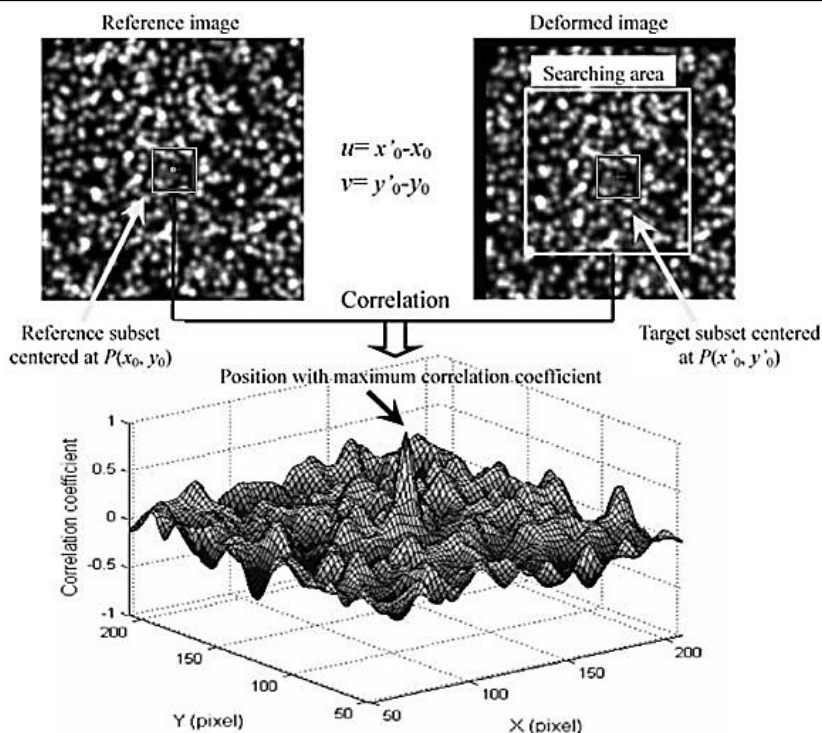 Reference image
Deformed image
Searching area
u= x'₀-x₀
v= y'₀-y₀
Correlation
Reference subset
centered at P(x₀, y₀)
Target subset centered
at P(x'₀, y'₀)
Position with maximum correlation coefficient
Correlation coefficient
1
0.5
0
-0.5
-1
200
150
100
50
Y (pixel)
50
100
150
200
X (pixel)